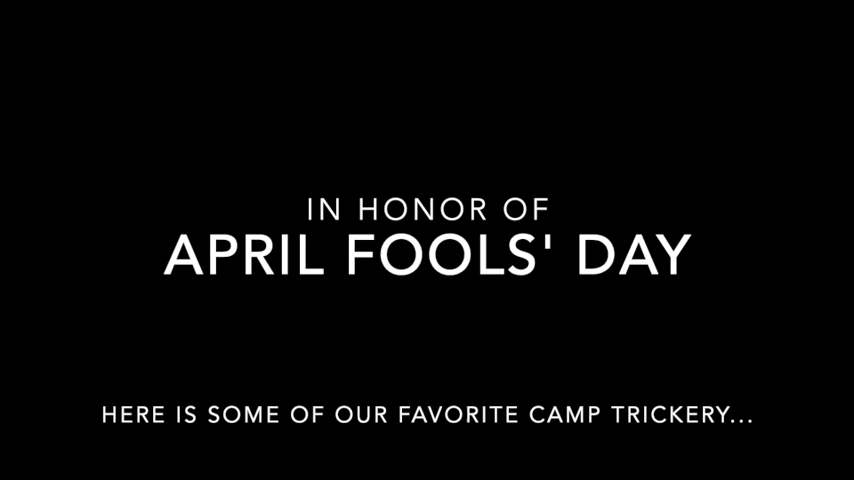 IN HONOR OF
APRIL FOOLS' DAY
HERE IS SOME OF OUR FAVORITE CAMP TRICKERY...